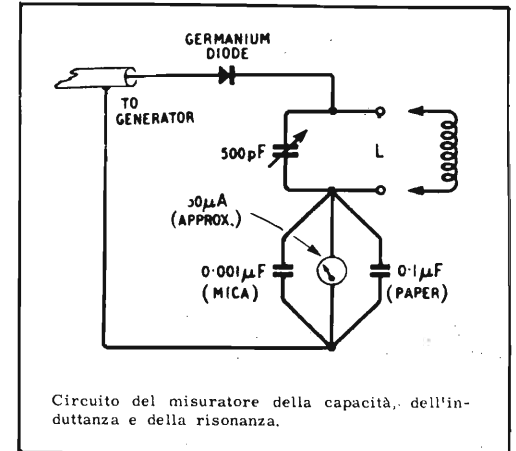 GERMANIUM
DIODE
TO
GENERATOR
500pF
L
0μA
(APPROX.)
0·001μF
(MICA)
0·1μF
(PAPER)
Circuito del misuratore della capacità, dell'in-
duttanza e della risonanza.